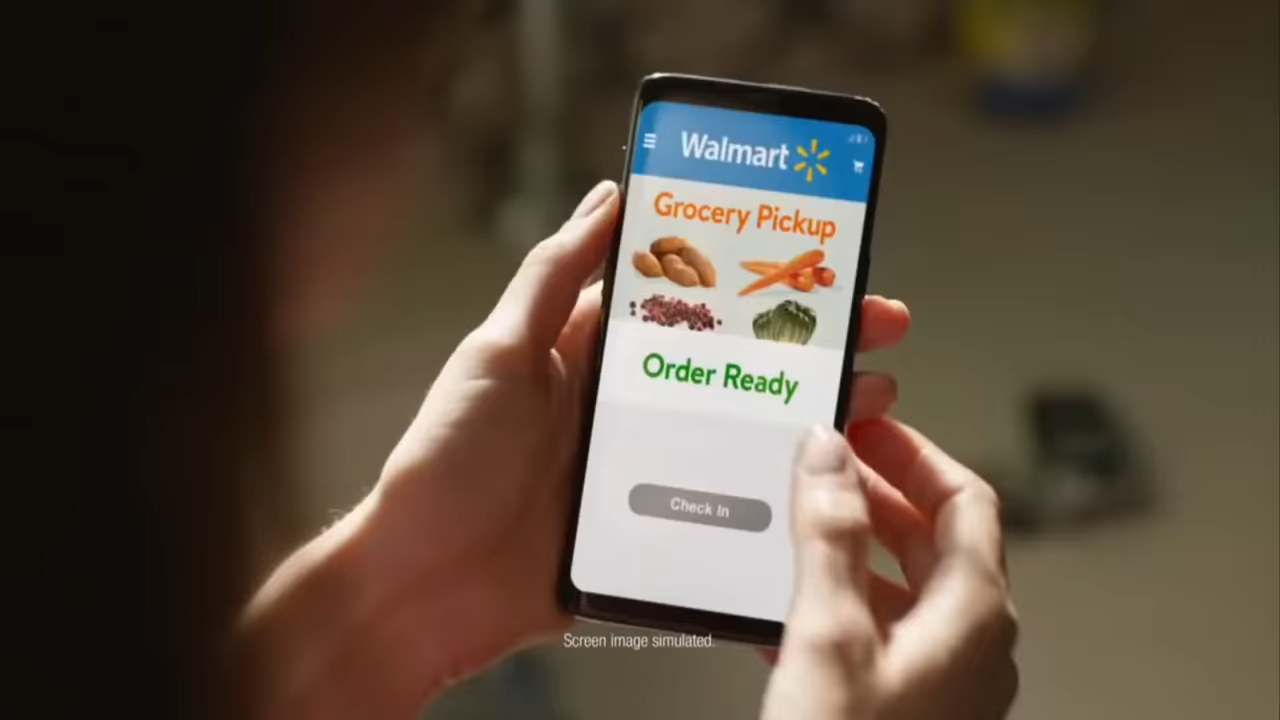 Walmart
Grocery Pickup
Order Ready
Check In
Screen image simulated.